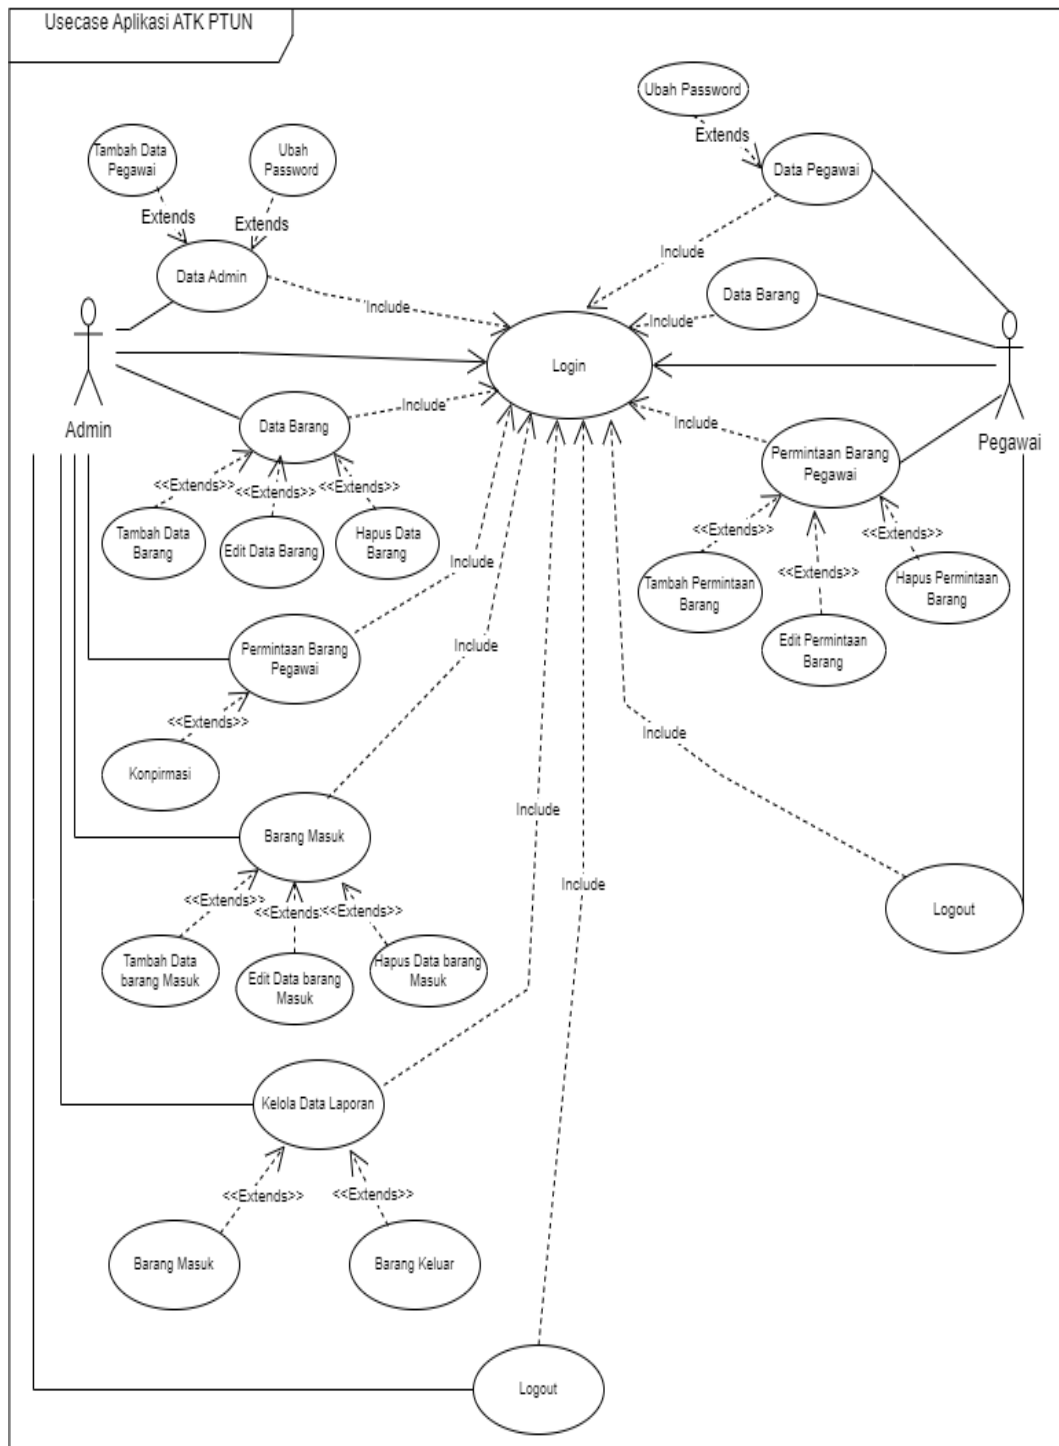 Usecase Aplikasi ATK PTUN
Ubah Password
Extends
Tambah Data
Pegawai
Ubah
Password
Data Pegawai
Extends
Extends
Include
Data Admin
Data Barang
Include
Include
Login
Admin
Pegawai
Include
Data Barang
Include
Permintaan Barang
Pegawai
<<Extends>>
<<Extends>>
<<Extends>>
Tambah Data
Barang
Edit Data Barang
Hapus Data
Barang
<<Extends>>
<<Extends>>
<<Extends>>
Include
Tambah Permintaan
Barang
Hapus Permintaan
Barang
Edit Permintaan
Barang
Permintaan Barang
Pegawai
Include
<<Extends>>
Include
Konpirmasi
Include
Barang Masuk
Include
<<Extends>>
<<Extends>
<<Extends>>
Logout
Tambah Data
barang Masuk
Edit Data barang
Masuk
Hapus Data barang
Masuk
Kelola Data Laporan
<<Extends>>
<<Extends>>
Barang Masuk
Barang Keluar
Logout